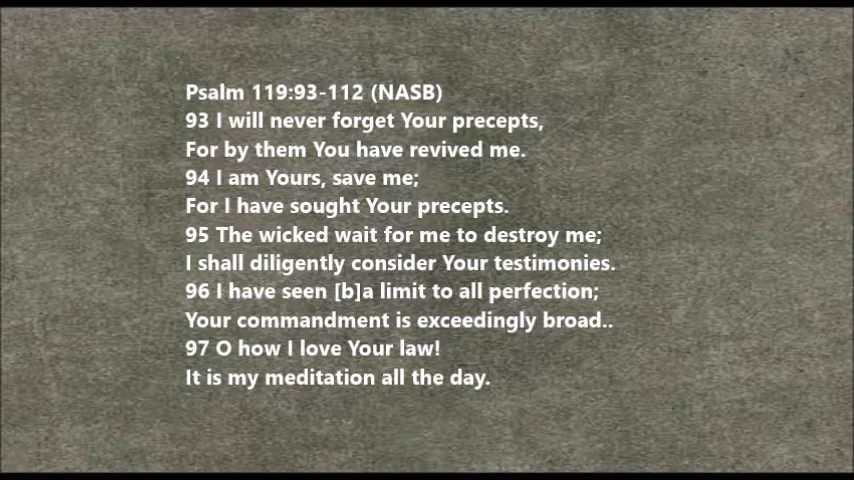 Psalm 119:93-112 (NASB)
93 I will never forget Your precepts,
For by them You have revived me.
94 I am Yours, save me;
For I have sought Your precepts.
95 The wicked wait for me to destroy me;
I shall diligently consider Your testimonies.
96 I have seen [b]a limit to all perfection;
Your commandment is exceedingly broad..
97 O how I love Your law!
It is my meditation all the day.